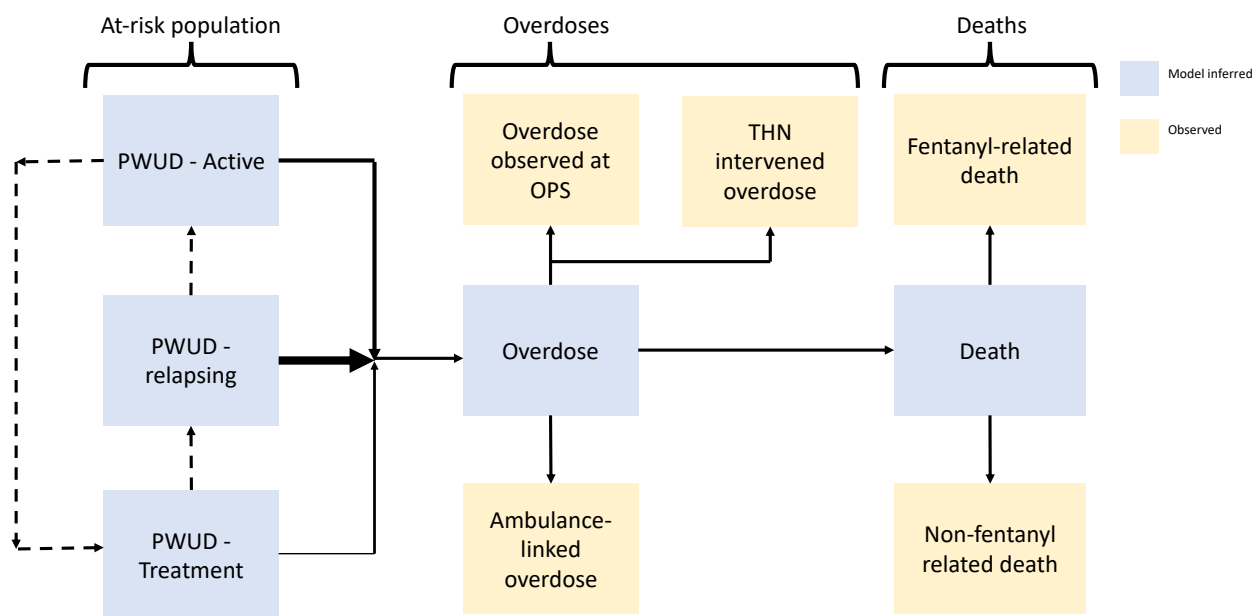 At-risk population
Overdoses
Deaths
Model inferred
Observed
PWUD - Active
Overdose
observed at
OPS
THN
intervened
overdose
Fentanyl-related
death
PWUD -
relapsing
Overdose
Death
PWUD -
Treatment
Ambulance-
linked
overdose
Non-fentanyl
related death